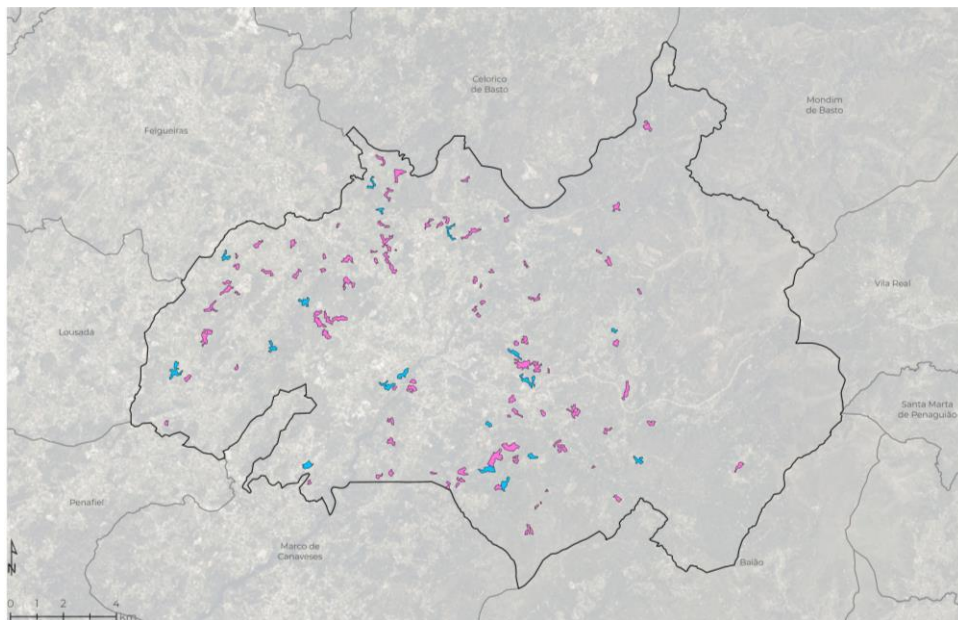 Celorico
de Basto
Mondim
de Basto
Felgueiras
Vila Real
Lousada
Santa Marta
de Penaguião
Penafiel
Marco de
Canaveses
Baião
N
0 1 2 4
Km